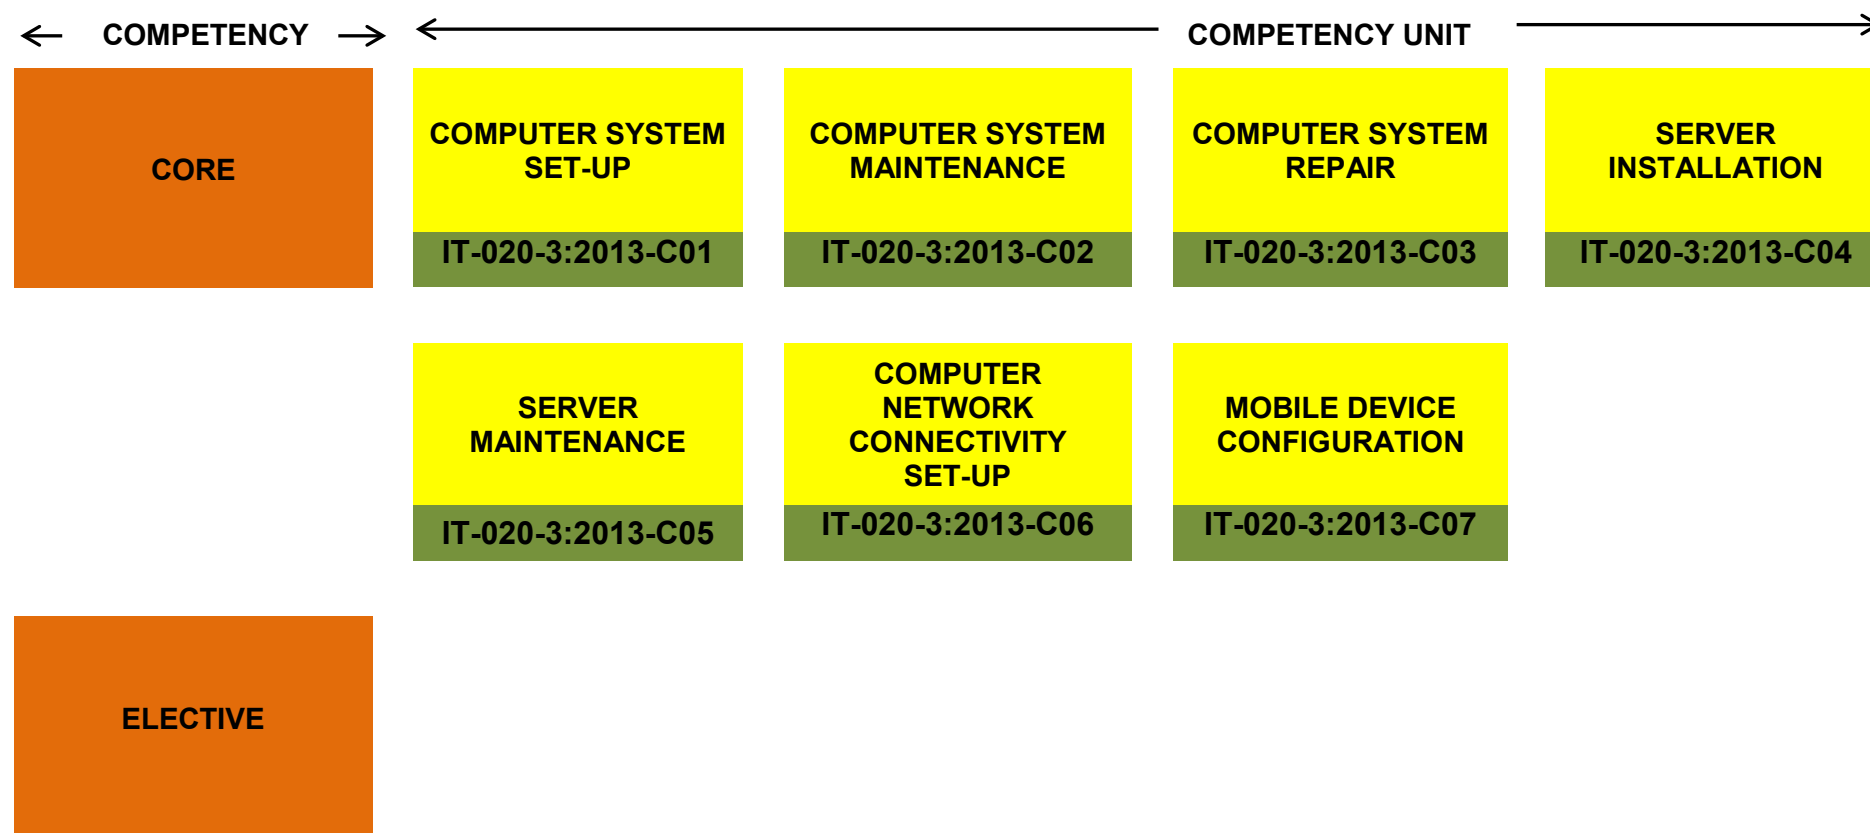 COMPETENCY
COMPETENCY UNIT
CORE
COMPUTER SYSTEM
SET-UP
IT-020-3:2013-C01
COMPUTER SYSTEM
MAINTENANCE
IT-020-3:2013-C02
COMPUTER SYSTEM
REPAIR
IT-020-3:2013-C03
SERVER
INSTALLATION
IT-020-3:2013-C04
SERVER
MAINTENANCE
IT-020-3:2013-C05
COMPUTER
NETWORK
CONNECTIVITY
SET-UP
IT-020-3:2013-C06
MOBILE DEVICE
CONFIGURATION
IT-020-3:2013-C07
ELECTIVE